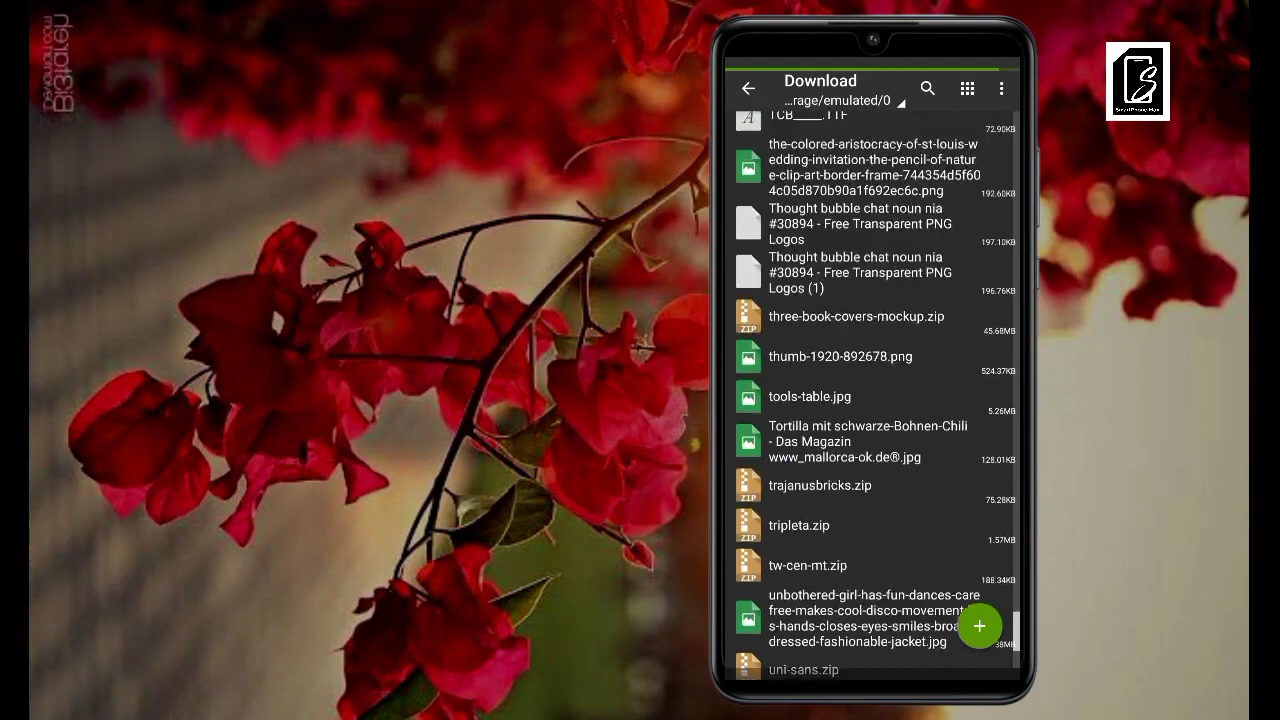 Download
...rage/emulated/0
TCB____.TTF
72.90KB
the-colored-aristocracy-of-st-louis-w
edding-invitation-the-pencil-of-natur
e-clip-art-border-frame-744354d5f60
4c05d870b90a1f692ec6c.png
192.60KB
Thought bubble chat noun nia
#30894 - Free Transparent PNG
Logos
197.10KB
Thought bubble chat noun nia
#30894 - Free Transparent PNG
Logos (1)
196.76KB
ZIP
three-book-covers-mockup.zip
45.68MB
thumb-1920-892678.png
524.37KB
tools-table.jpg
5.26MB
Tortilla mit schwarze-Bohnen-Chili
- Das Magazin
www_mallorca-ok.de®.jpg
128.01KB
ZIP
trajanusbricks.zip
75.28KB
ZIP
tripleta.zip
1.57MB
ZIP
tw-cen-mt.zip
188.34KB
unbothered-girl-has-fun-dances-care
free-makes-cool-disco-movement
s-hands-closes-eyes-smiles-broa
dressed-fashionable-jacket.jpg
uni-sans.zip